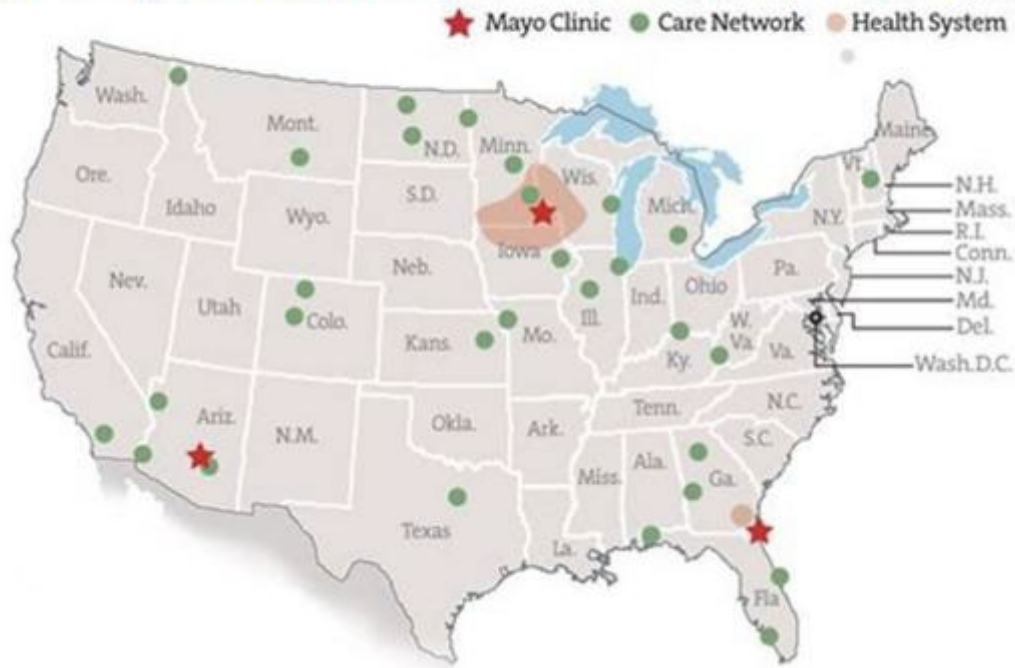 Mayo Clinic Care Network Health System
Wash.
Mont.
N.D.
Minn.
Maine
Vt.
Ore.
Idaho
S.D.
Wis.
Mich.
N.Y.
N.H.
Mass.
R.I.
Conn.
Wyo.
Iowa
Neb.
Nev.
Utah
Colo.
Ill.
Ind.
Ohio
Pa.
N.J.
Md.
Del.
Wash.D.C.
Calif.
Kans.
Mo.
Ky.
W.
Va.
Va.
Ariz.
N.M.
Okla.
Ark.
Tenn.
N.C.
S.C.
Texas
La.
Miss.
Ala.
Ga.
Fla